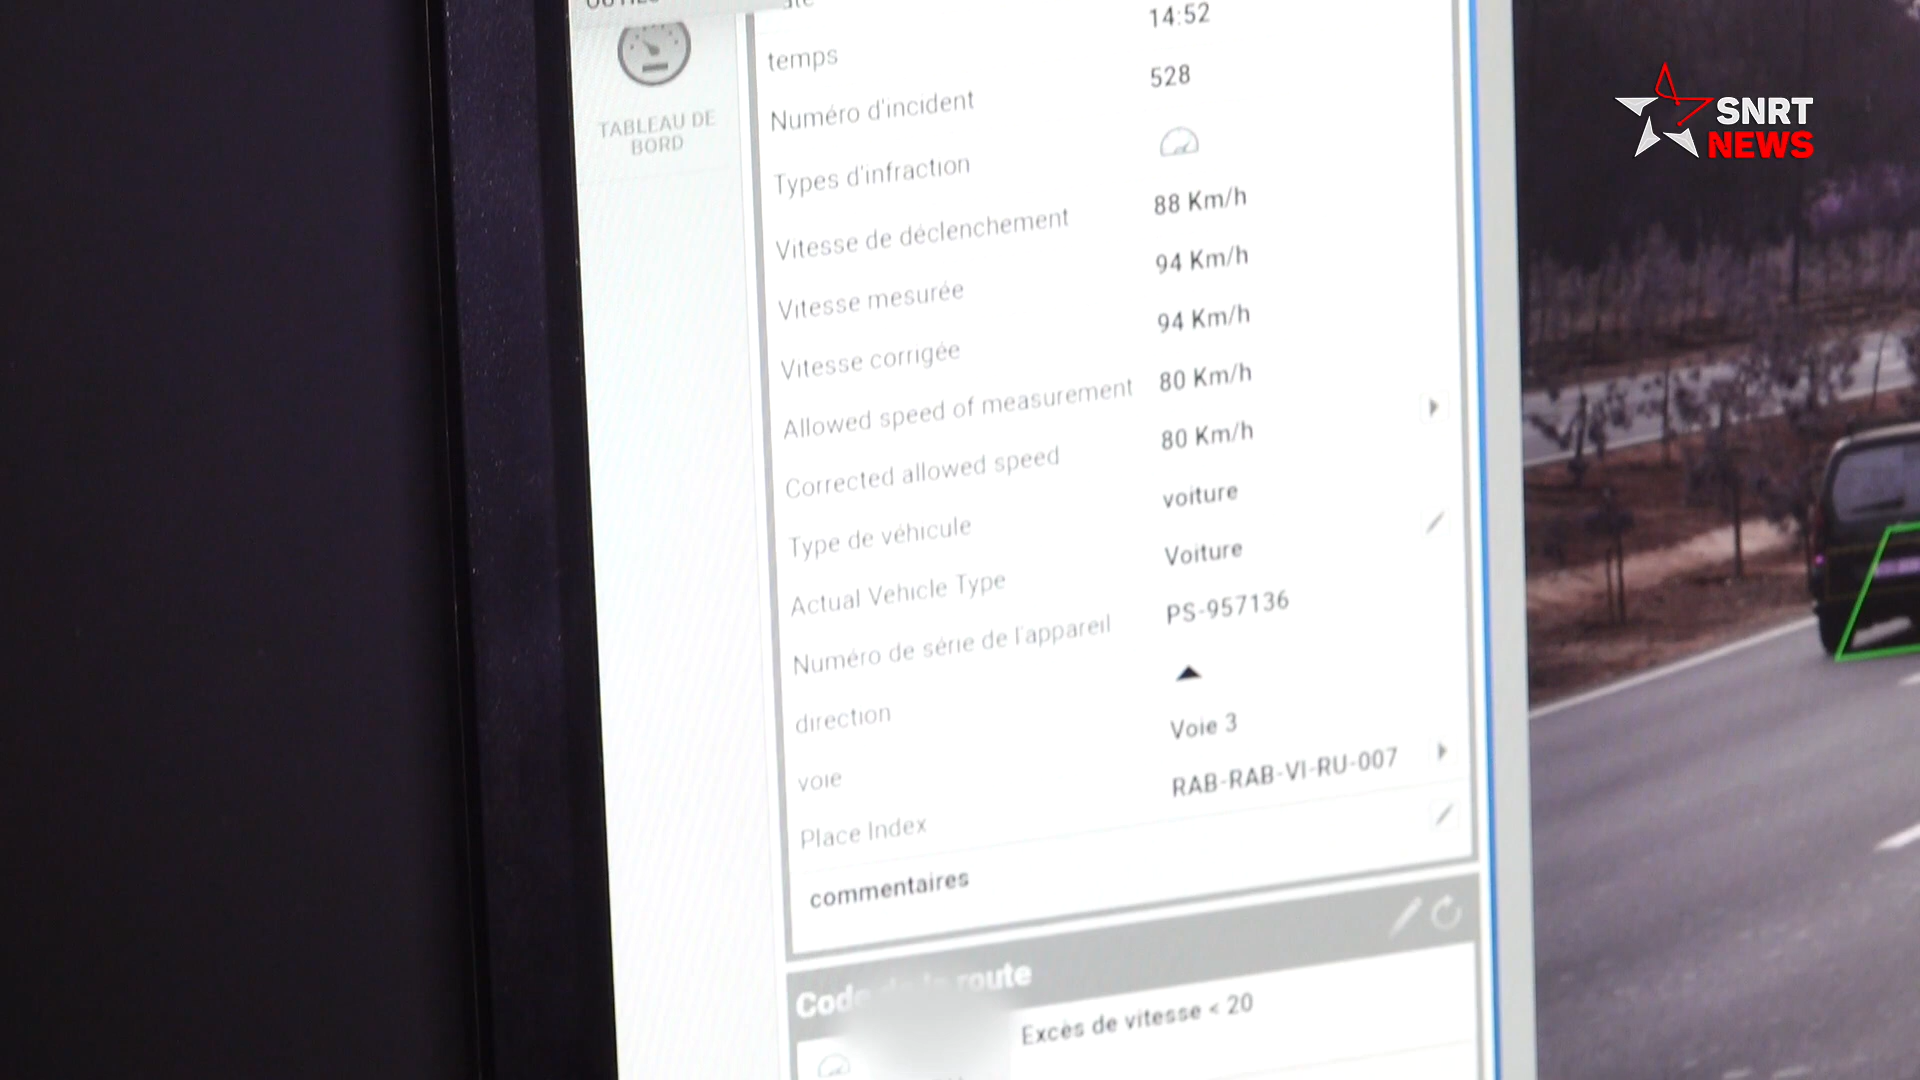 TABLEAU DE
BORD
14:52
temps
528
Numéro d'incident
Types d'infraction
88 Km/h
Vitesse de déclenchement
94 Km/h
Vitesse mesurée
94 Km/h
Vitesse corrigée
80 Km/h
Allowed speed of measurement
80 Km/h
Corrected allowed speed
voiture
Type de véhicule
Voiture
Actual Vehicle Type
PS-957136
Numéro de série de l'appareil
direction
Voie 3
voie
RAB-RAB-VI-RU-007
Place Index
commentaires
Code route
Excès de vitesse < 20
SNRT
NEWS